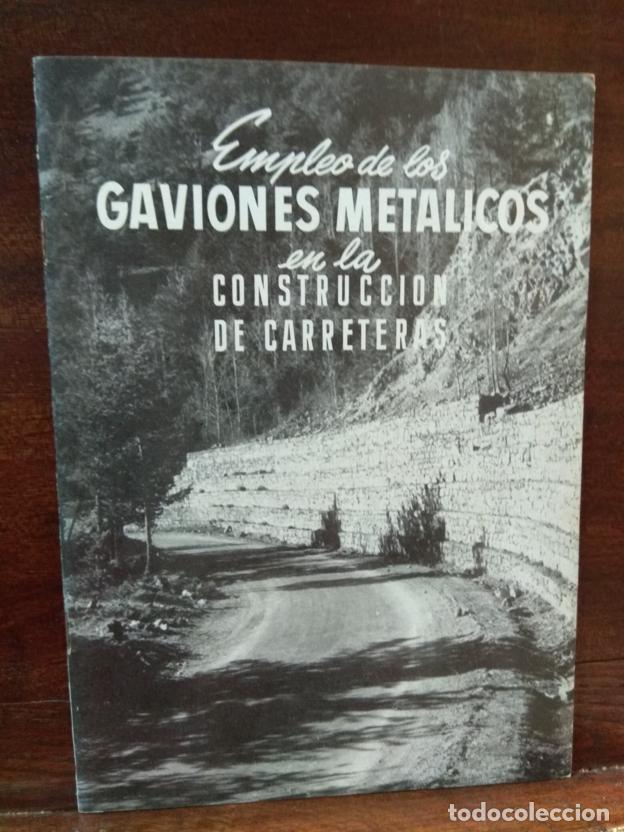 Empleo de los
GAVIONES METALICOS
en la
CONSTRUCCION
DE CARRETERAS
todocoleccion